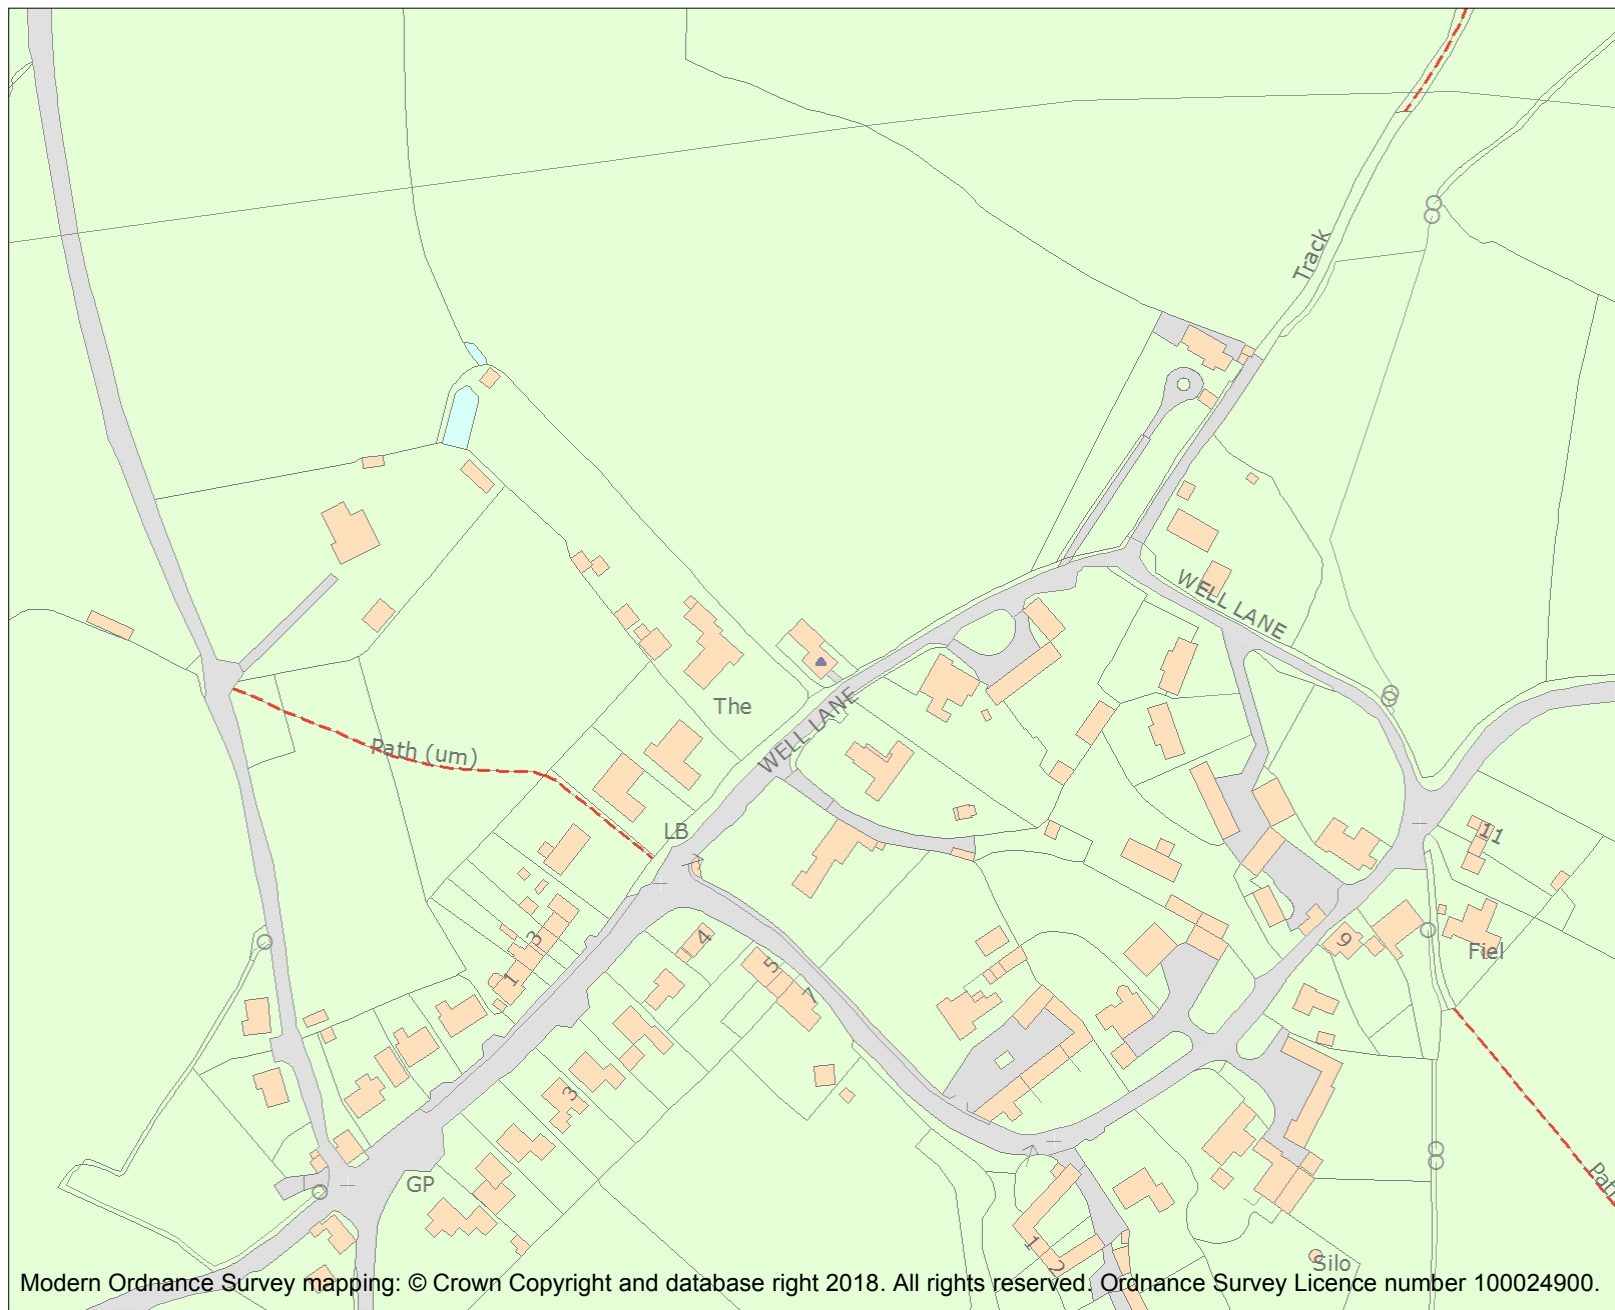 Track
WELL LANE
The
WELL LANE
Path (um)
LB
11
3
4
9
Fiel
1
5
7
3
GP
Pat
1
2
Silo
Modern Ordnance Survey mapping: © Crown Copyright and database right 2018. All rights reserved. Ordnance Survey Licence number 100024900.